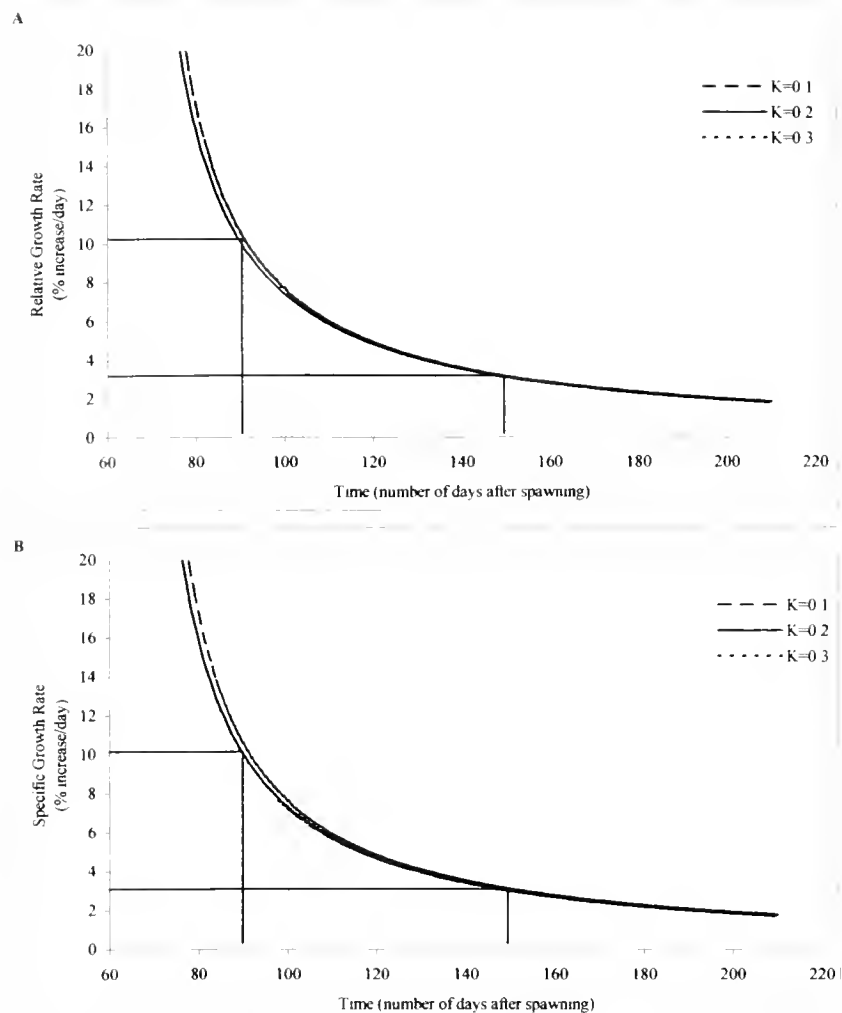 A
20
18
16
14
12
10
8
6
4
2
0
Relative Growth Rate
(% increase/day)
K=0 1
K=0 2
K=0 3
60 80 100 120 140 160 180 200 220
Time (number of days after spawning)
B
20
18
16
14
12
10
8
6
4
2
0
Specific Growth Rate
(% increase/day)
K=0 1
K=0 2
K=0 3
60 80 100 120 140 160 180 200 220
Time (number of days after spawning)